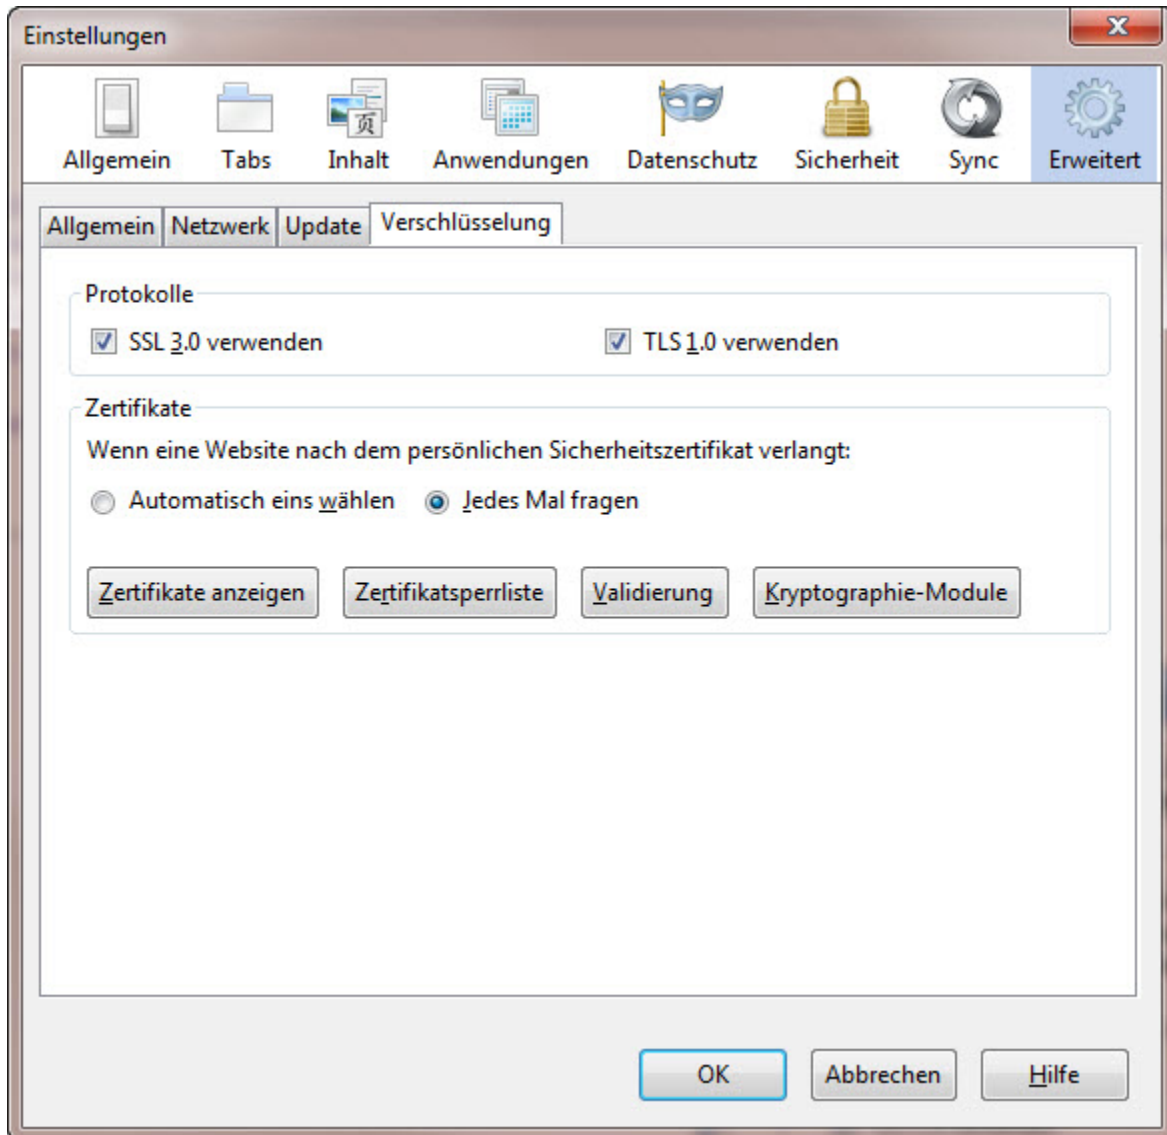 Einstellungen
页
Allgemein Tabs Inhalt Anwendungen Datenschutz Sicherheit Sync Erweitert
Allgemein Netzwerk Update Verschlüsselung
Protokolle
SSL 3.0 verwenden TLS 1.0 verwenden
Zertifikate
Wenn eine Website nach dem persönlichen Sicherheitszertifikat verlangt:
Automatisch eins wählen Jedes Mal fragen
Zertifikate anzeigen Zertifikatsperrliste Validierung Kryptographie-Module
OK Abbrechen Hilfe